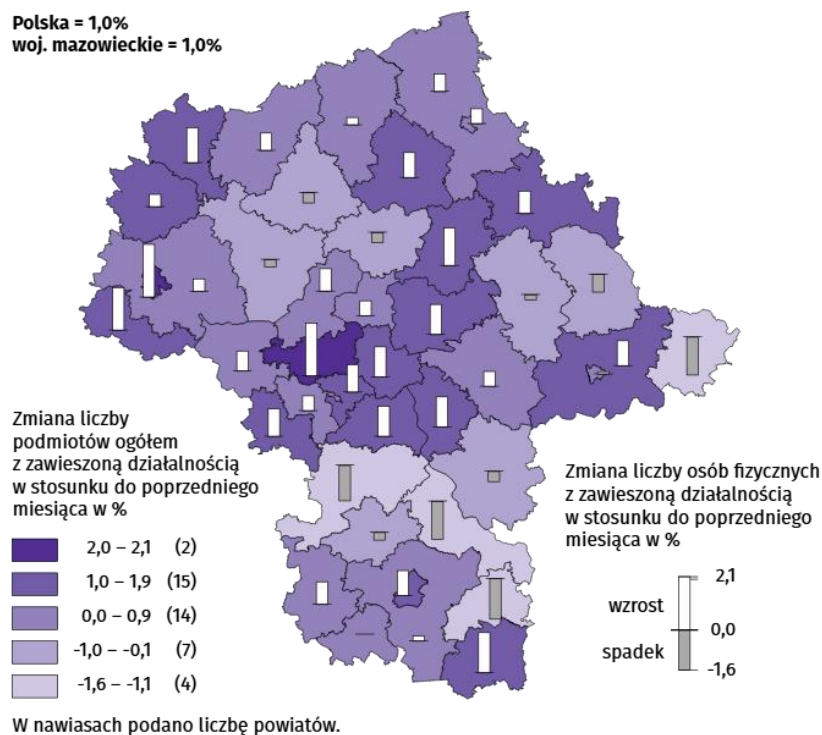 Polska = 1,0%
woj. mazowieckie = 1,0%
Zmiana liczby
podmiotów ogółem
z zawieszoną działalnością
w stosunku do poprzedniego
miesiąca w %
2,0 – 2,1 (2)
1,0 – 1,9 (15)
0,0 – 0,9 (14)
-1,0 – -0,1 (7)
-1,6 – -1,1 (4)
Zmiana liczby osób fizycznych
z zawieszoną działalnością
w stosunku do poprzedniego
miesiąca w %
2,1
wzrost
0,0
spadek
-1,6
W nawiasach podano liczbę powiatów.